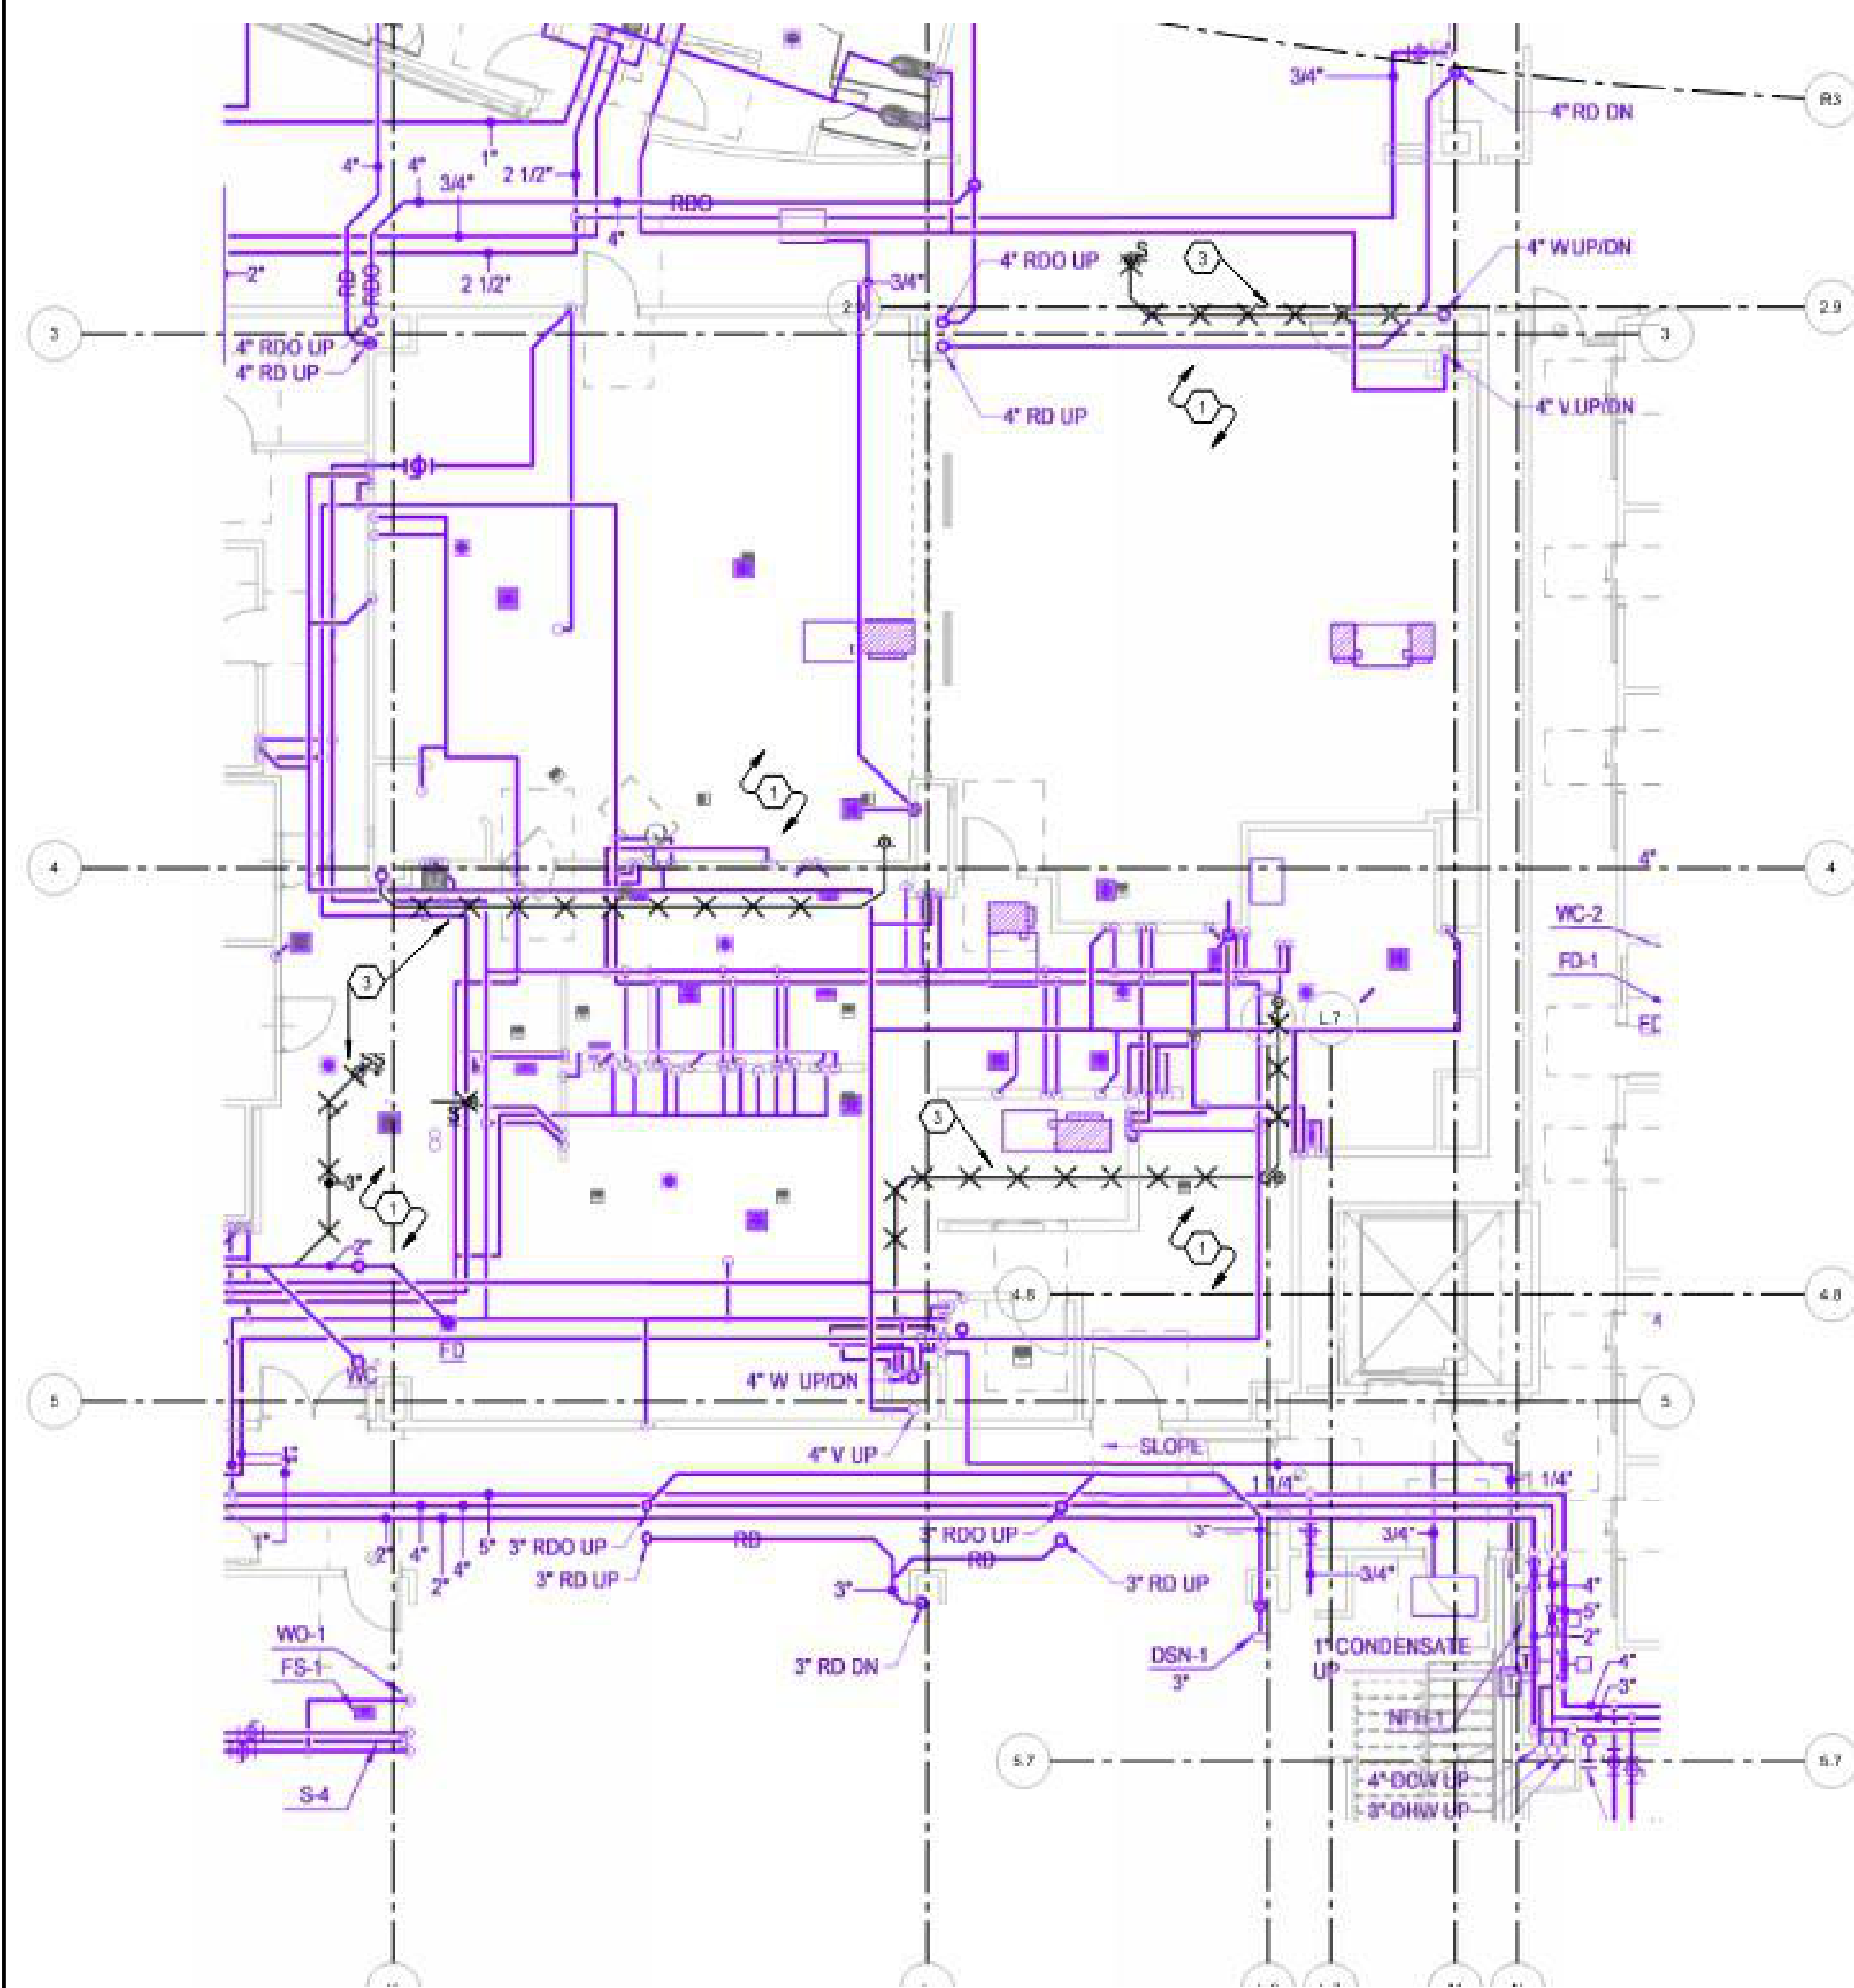 R3
3/4"
4" RD DN
1"
4"
4"
3/4"
2 1/2"
RDO
4"
2"
RD
RDO
2 1/2"
3/4"
4" RDO UP
S
3
4" W UP/DN
2.9
3
3
4" RDO UP
4" RD UP
4" RD UP
1
4" V UP/DN
1
4
4
4"
WC-2
FD-1
3
L.7
3
3"
1
1
2"
4.8
4.8
FD
WC
4" W UP/DN
5
5
4" V UP
SLOPE
1"
1 1/4"
1 1/4"
1"
2"
4"
2"
4"
5"
3" RDO UP
3" RD UP
RD
3" RDO UP
RD
3" RD UP
3"
3"
3/4"
3/4"
4"
5"
2"
3" RD DN
DSN-1
3"
1" CONDENSATE
UP
4"
3"
WO-1
FS-1
NFH-1
5.7
5.7
S-4
4" DCW UP
3" DHW UP